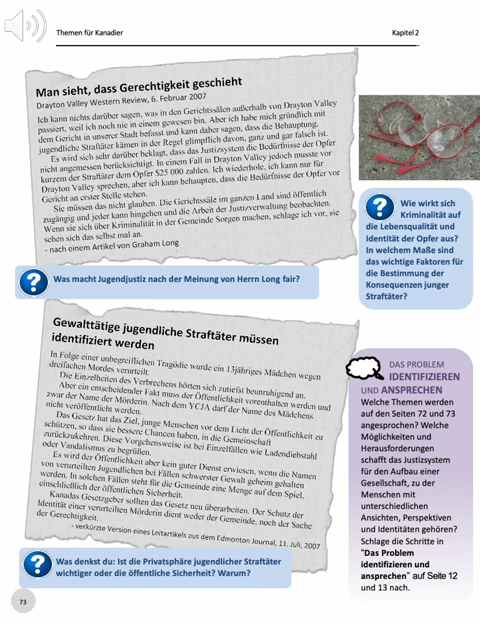 Themen für Kanadier
Kapitel 2
Man sieht, dass Gerechtigkeit geschieht
Drayton Valley Western Review, 6. Februar 2007
Ich kann nichts darüber sagen, was in den Gerichtssälen außerhalb von Drayton Valley
passiert, weil ich noch nie in einem gewesen bin. Aber ich habe mich gründlich mit
dem Gericht in unserer Stadt befasst und kann daher sagen, dass die Behauptung,
jugendliche Straftäter kämen in der Regel glimpflich davon, ganz und gar falsch ist.
Es wird sich sehr darüber beklagt, dass das Justizsystem die Bedürfnisse der Opfer
nicht angemessen berücksichtigt. In einem Fall in Drayton Valley jedoch musste vor
kurzem der Straftäter dem Opfer $25 000 zahlen. Ich wiederhole, ich kann nur für
Drayton Valley sprechen, aber ich kann behaupten, dass die Bedürfnisse der Opfer vor
Gericht an erster Stelle stehen.
Sie müssen das nicht glauben. Die Gerichtssäle im ganzen Land sind öffentlich
zugängig und jeder kann hingehen und die Arbeit der Justizverwaltung beobachten.
Wenn sie sich über Kriminalität in der Gemeinde Sorgen machen, schlage ich vor, sie
sehen sich das selbst mal an.
- nach einem Artikel von Graham Long
Was macht Jugendjustiz nach der Meinung von Herrn Long fair?
Wie wirkt sich
Kriminalität auf
die Lebensqualität und
Identität der Opfer aus?
In welchem Maße sind
das wichtige Faktoren für
die Bestimmung der
Konsequenzen junger
Straftäter?
Gewalttätige jugendliche Straftäter müssen
identifiziert werden
In Folge einer unbegreiflichen Tragödie wurde ein 13jähriges Mädchen wegen
dreifachen Mordes verurteilt.
Die Einzelheiten des Verbrechens hörten sich zutiefst beunruhigend an.
Aber ein entscheidender Fakt muss der Öffentlichkeit vorenthalten werden und
zwar der Name der Mörderin. Nach dem YCJA darf der Name des Mädchens
nicht veröffentlicht werden.
Das Gesetz hat das Ziel, junge Menschen vor dem Licht der Öffentlichkeit zu
schützen, so dass sie bessere Chancen haben, in die Gemeinschaft
zurückzukehren. Diese Vorgehensweise ist bei Einzelfällen wie Ladendiebstahl
oder Vandalismus zu begrüßen.
Es wird der Öffentlichkeit aber kein guter Dienst erwiesen, wenn die Namen
von verurteilten Jugendlichen bei Fällen schwerster Gewalt geheim gehalten
werden. In solchen Fällen steht für die Gemeinde eine Menge auf dem Spiel,
einschließlich der öffentlichen Sicherheit.
Kanadas Gesetzgeber sollten das Gesetz neu überarbeiten. Der Schutz der
Identität einer verurteilten Mörderin dient weder der Gemeinde, noch der Sache
der Gerechtigkeit.
- verkürzte Version eines Leitartikels aus dem Edmonton Journal, 11. Juli, 2007
Was denkst du: Ist die Privatsphäre jugendlicher Straftäter
wichtiger oder die öffentliche Sicherheit? Warum?
DAS PROBLEM
IDENTIFIZIEREN
UND ANSPRECHEN
Welche Themen werden
auf den Seiten 72 und 73
angesprochen? Welche
Möglichkeiten und
Herausforderungen
schafft das Justizsystem
für den Aufbau einer
Gesellschaft, zu der
Menschen mit
unterschiedlichen
Ansichten, Perspektiven
und Identitäten gehören?
Schlage die Schritte in
"Das Problem
identifizieren und
ansprechen" auf Seite 12
und 13 nach.
73